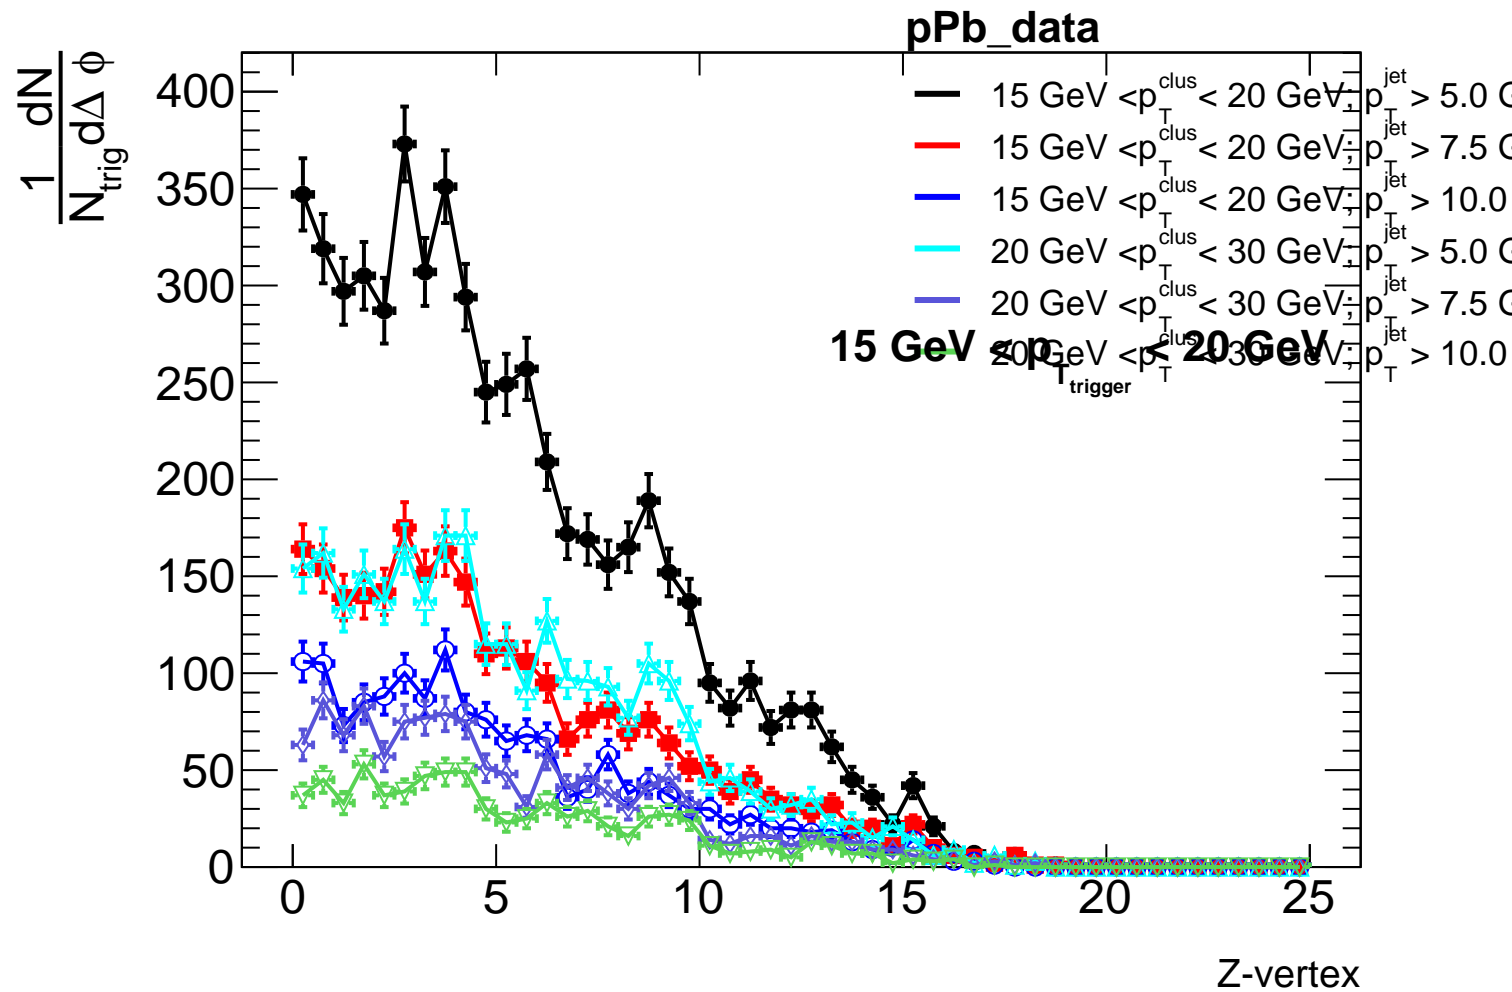 pPb_data
1 dN
N_trig dΔ φ
400
350
300
250
200
150
100
50
0
15 GeV <p_T^clus < 20 GeV; p_T^jet > 5.0 G
15 GeV <p_T^clus < 20 GeV; p_T^jet > 7.5 G
15 GeV <p_T^clus < 20 GeV; p_T^jet > 10.0
20 GeV <p_T^clus < 30 GeV; p_T^jet > 5.0 G
20 GeV <p_T^clus < 30 GeV; p_T^jet > 7.5 G
20 GeV <p_T^clus < 30 GeV; p_T^jet > 10.0
15 GeV < p_T_trigger < 20 GeV
0 5 10 15 20 25
Z-vertex